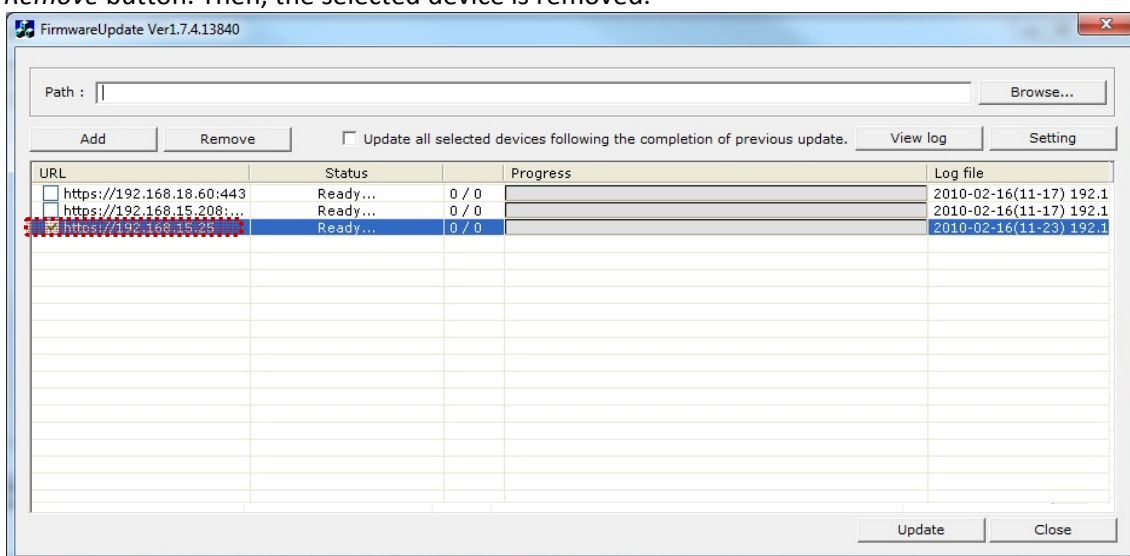 Remove button. Then, the selected device is removed.
FirmwareUpdate Ver1.7.4.13840
Path :
Browse...
Add Remove Update all selected devices following the completion of previous update. View log Setting
URL Status Progress Log file
https://192.168.18.60:443 Ready... 0 / 0 2010-02-16(11-17) 192.1
https://192.168.15.208:... Ready... 0 / 0 2010-02-16(11-17) 192.1
https://192.168.15.25 Ready... 0 / 0 2010-02-16(11-23) 192.1
Update Close